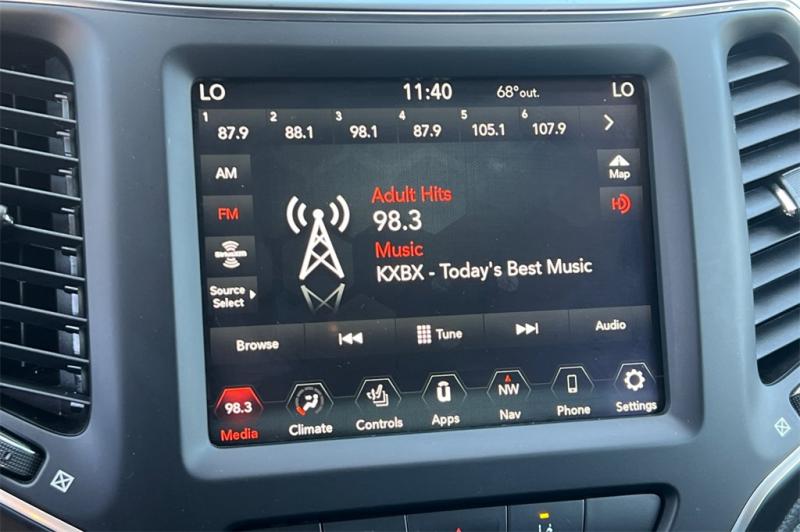 LO 11:40 68°out. LO
1 87.9 2 88.1 3 98.1 4 87.9 5 105.1 6 107.9
AM
Map
Adult Hits
FM
98.3
HD
Music
SiriusXM
KXBX - Today's Best Music
Source
Select
Browse Tune Audio
98.3 NW
Media Climate Controls Apps Nav Phone Settings